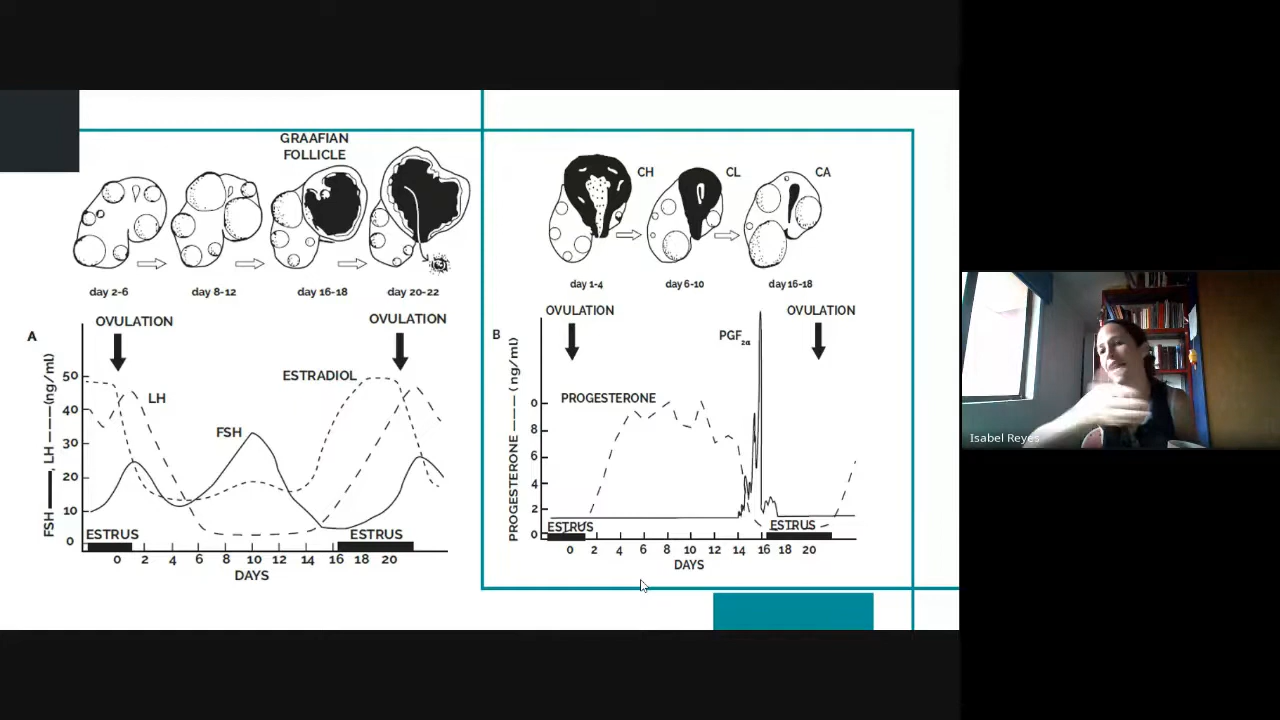 GRAAFIAN
FOLLICLE
day 2-6
day 8-12
day 16-18
day 20-22
A
OVULATION
OVULATION
FSH ——, LH ——— (ng/ml)
50
40
30
20
10
0
ESTRADIOL
LH
FSH
ESTRUS
ESTRUS
0 2 4 6 8 10 12 14 16 18 20
DAYS
CH
CL
CA
day 1-4
day 6-10
day 16-18
B
OVULATION
OVULATION
PGF2α
PROGESTERONE
PROGESTERONE ———— ( ng/ml)
0
8
6
4
2
0
ESTRUS
ESTRUS
0 2 4 6 8 10 12 14 16 18 20
DAYS
Isabel Reyes